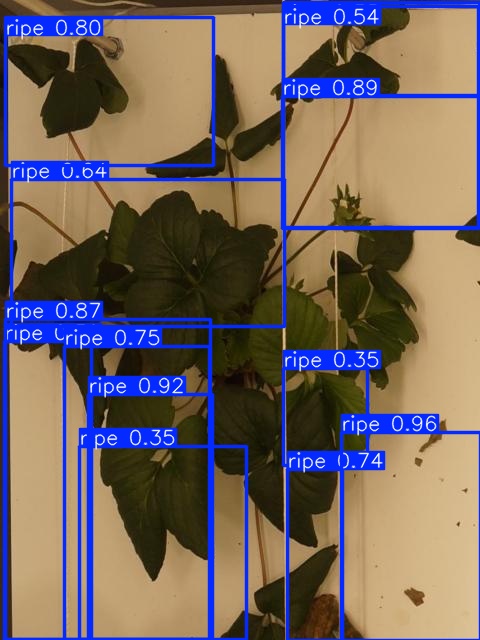 ripe 0.80
ripe 0.54
ripe 0.89
ripe 0.64
ripe 0.87
ripe
ripe 0.75
ripe 0.35
ripe 0.92
ripe 0.96
ripe 0.35
ripe 0.74